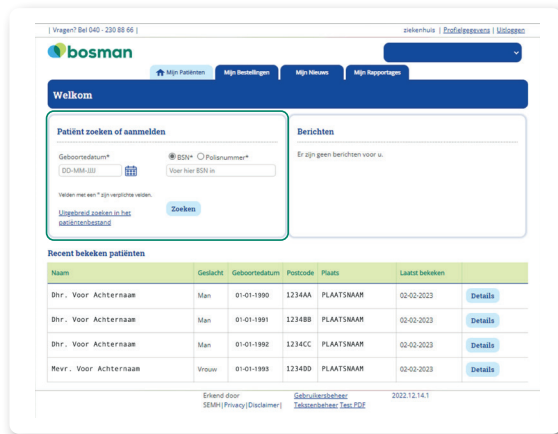 | Vragen? Bel 040 - 230 88 66 |
ziekenhuis | Profielgegevens | Uitloggen
bosman
Mijn Patiënten
Mijn Bestellingen
Mijn Nieuws
Mijn Rapportages
Welkom
Patiënt zoeken of aanmelden
Geboortedatum*
BSN* Polisnummer*
DD-MM-JJJJ
Voer hier BSN in
Velden met een * zijn verplichte velden.
Uitgebreid zoeken in het
patiëntenbestand
Zoeken
Berichten
Er zijn geen berichten voor u.
Recent bekeken patiënten
Naam Geslacht Geboortedatum Postcode Plaats Laatst bekeken
Dhr. Voor Achternaam Man 01-01-1990 1234AA PLAATSNAAM 02-02-2023 Details
Dhr. Voor Achternaam Man 01-01-1991 1234BB PLAATSNAAM 02-02-2023 Details
Dhr. Voor Achternaam Man 01-01-1992 1234CC PLAATSNAAM 02-02-2023 Details
Mevr. Voor Achternaam Vrouw 01-01-1993 1234DD PLAATSNAAM 02-02-2023 Details
Erkend door Gebruikersbeheer 2022.12.14.1
SEMH|Privacy|Disclaimer| Tekstenbeheer Test PDF